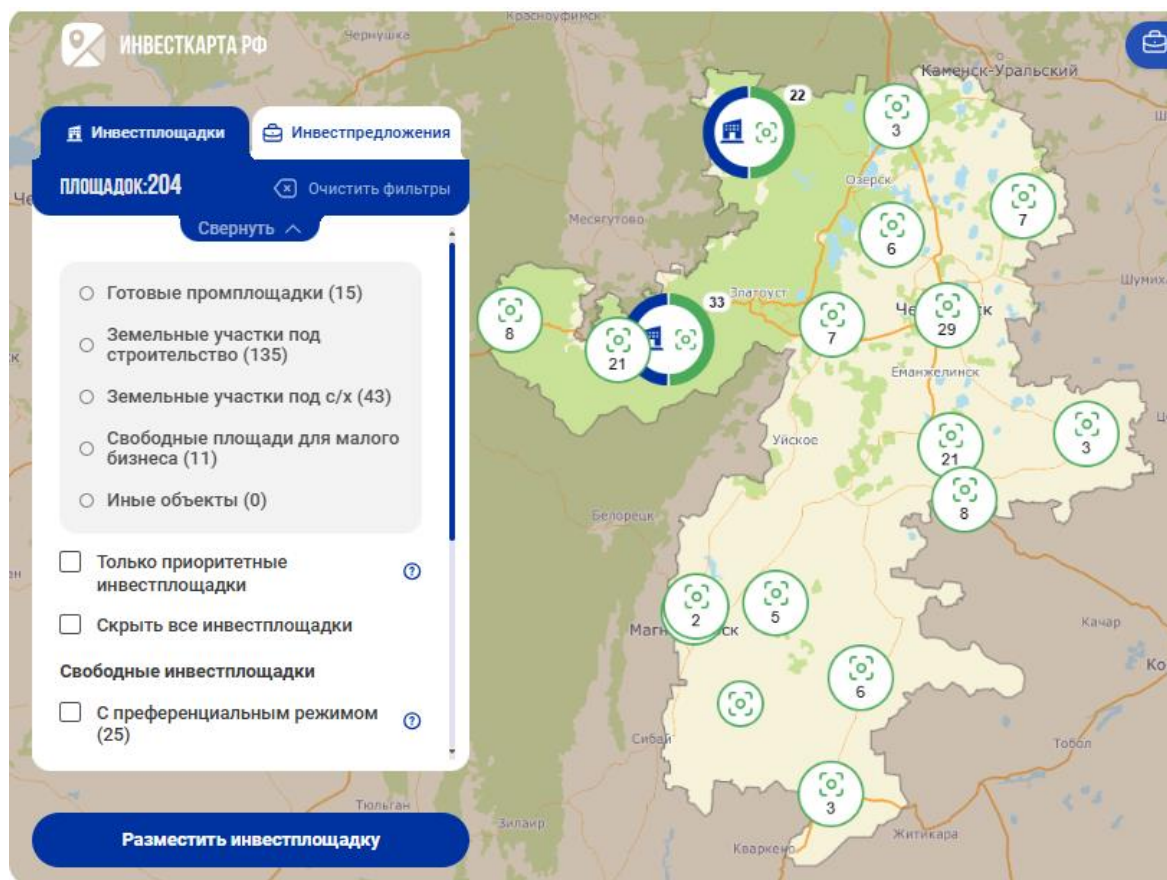 Красноуфимск
ИНВЕСТКАРТА РФ
Чернушка
Каменск-Уральский
22
3
Инвестплощадки
Инвестпредложения
Озерск
ПЛОЩАДОК:204
Очистить фильтры
7
Месягутово
6
Свернуть
Шумиха
Готовые промплощадки (15)
33
Златоуст
8
7
29
21
Земельные участки под
строительство (135)
Еманжелинск
Земельные участки под с/х (43)
Свободные площади для малого
бизнеса (11)
Уйское
21
3
Иные объекты (0)
8
Белорецк
Только приоритетные
инвестплощадки
2
5
Скрыть все инвестплощадки
Качар
Свободные инвестплощадки
6
С преференциальным режимом
(25)
Сибай
Тобол
3
Тюльган
Зилаир
Разместить инвестплощадку
Житикара
Кваркено